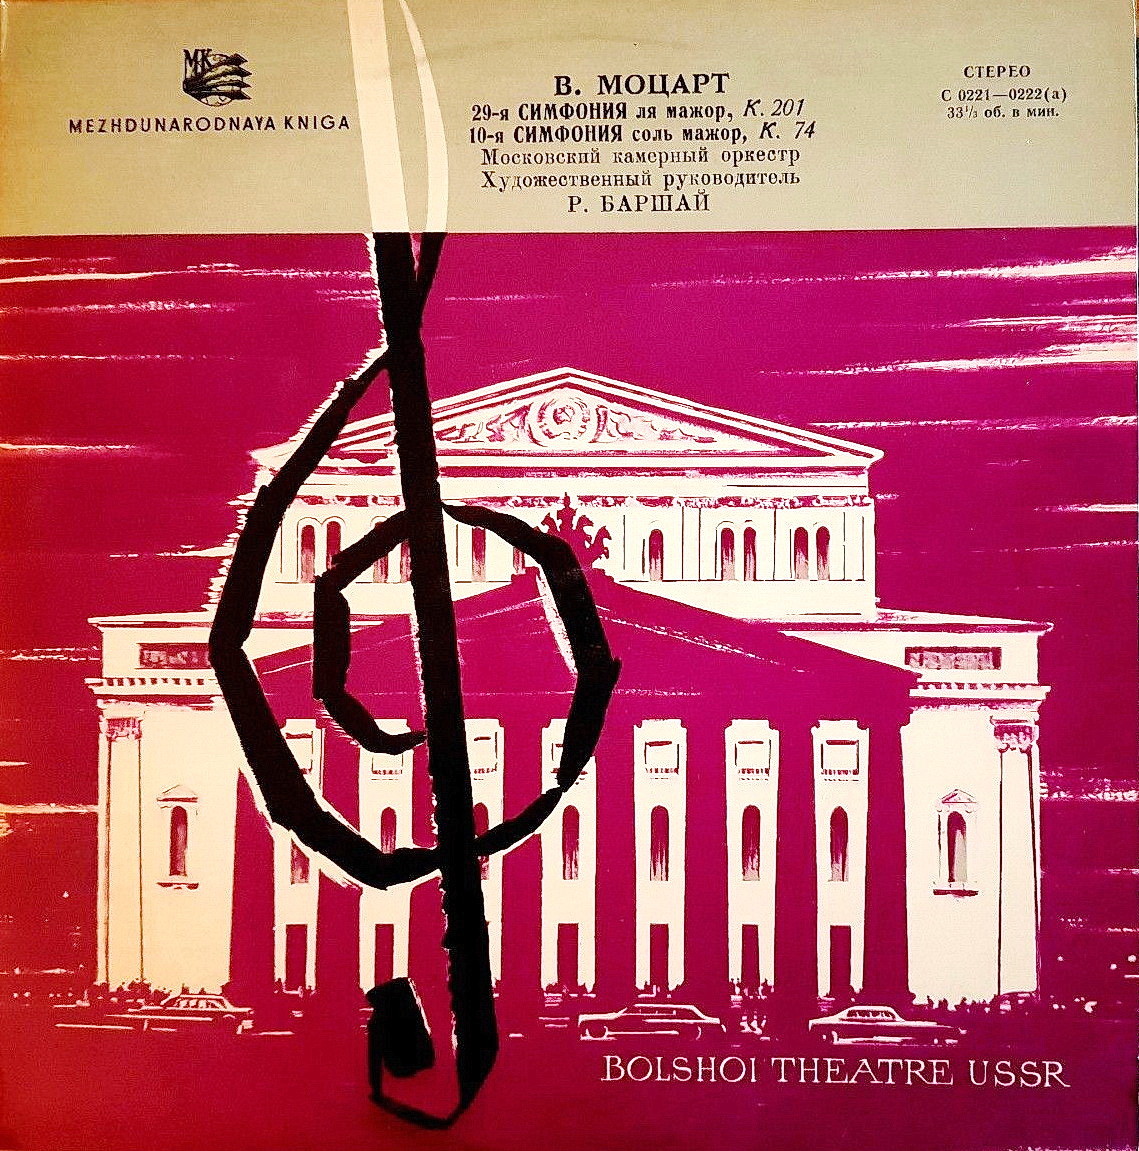 МК
MEZHDUNARODNAYA KNIGA
В. МОЦАРТ
29-я СИМФОНИЯ ля мажор, К. 201
10-я СИМФОНИЯ соль мажор, К. 74
Московский камерный оркестр
Художественный руководитель
Р. БАРШАЙ
СТЕРЕО
С 0221—0222(а)
33⅓ об. в мин.
BOLSHOI THEATRE USSR